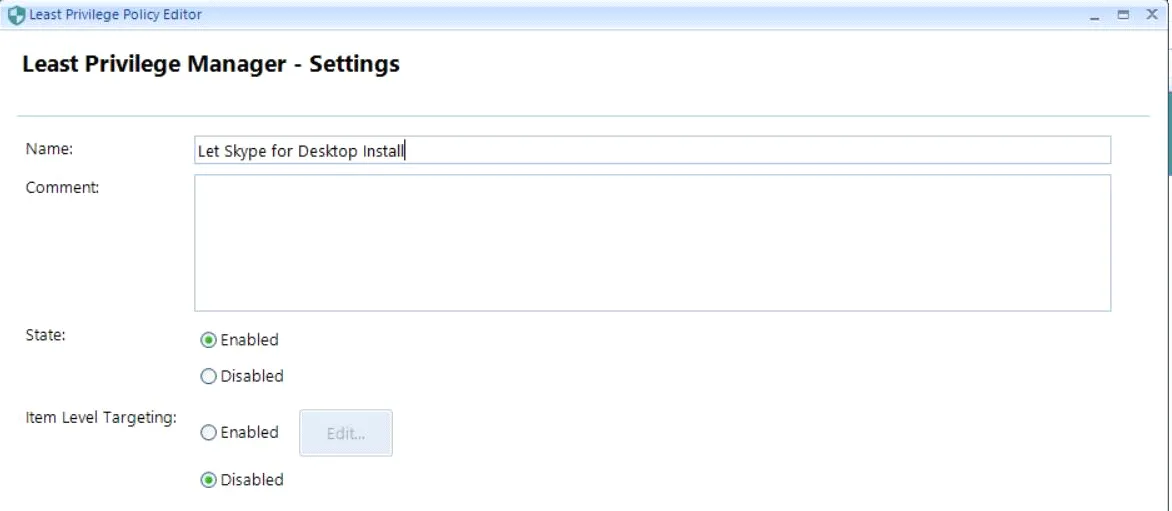 Least Privilege Policy Editor
Least Privilege Manager - Settings
Name:
Let Skype for Desktop Install
Comment:
State:
Enabled
Disabled
Item Level Targeting:
Enabled
Edit...
Disabled